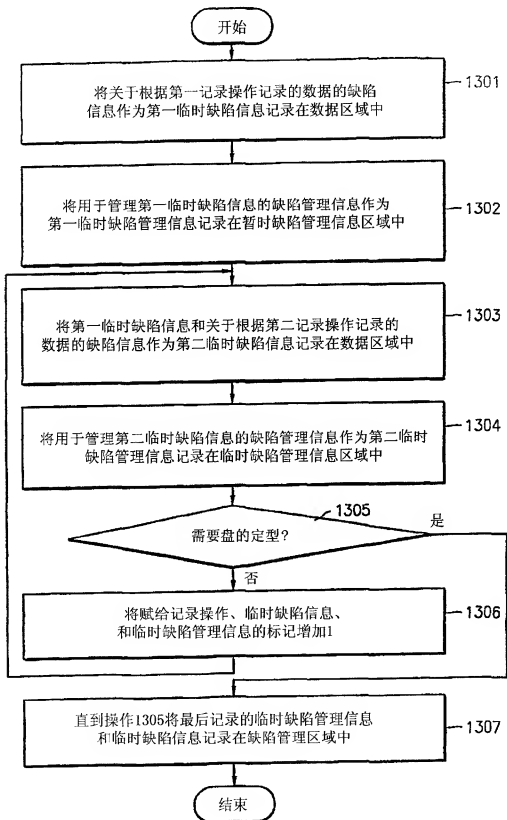 开始
将关于根据第一记录操作记录的数据的缺陷
信息作为第一临时缺陷信息记录在数据区域中
1301
将用于管理第一临时缺陷信息的缺陷管理信息作为
第一临时缺陷管理信息记录在暂时缺陷管理信息区域中
1302
将第一临时缺陷信息和关于根据第二记录操作记录的
数据的缺陷信息作为第二临时缺陷信息记录在数据区域中
1303
将用于管理第二临时缺陷信息的缺陷管理信息作为第二临时
缺陷管理信息记录在临时缺陷管理信息区域中
1304
需要盘的定型?
1305
是
否
将赋给记录操作、临时缺陷信息、
和临时缺陷管理信息的标记增加1
1306
直到操作1305将最后记录的临时缺陷管理信息
和临时缺陷信息记录在缺陷管理区域中
1307
结束